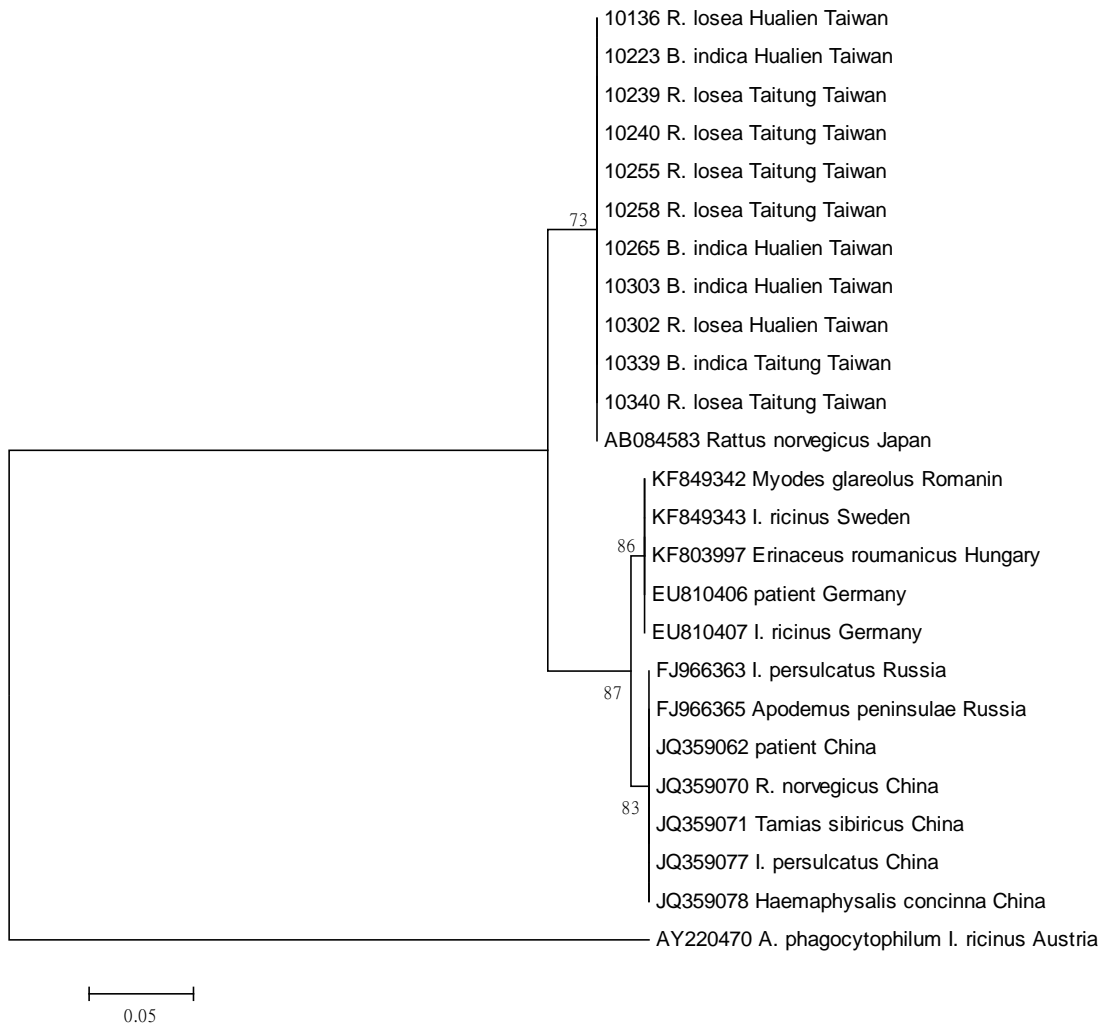 10136 R. losea Hualien Taiwan
10223 B. indica Hualien Taiwan
10239 R. losea Taitung Taiwan
10240 R. losea Taitung Taiwan
10255 R. losea Taitung Taiwan
10258 R. losea Taitung Taiwan
73
10265 B. indica Hualien Taiwan
10303 B. indica Hualien Taiwan
10302 R. losea Hualien Taiwan
10339 B. indica Taitung Taiwan
10340 R. losea Taitung Taiwan
AB084583 Rattus norvegicus Japan
KF849342 Myodes glareolus Romanin
KF849343 I. ricinus Sweden
86
KF803997 Erinaceus roumanicus Hungary
EU810406 patient Germany
EU810407 I. ricinus Germany
FJ966363 I. persulcatus Russia
87
FJ966365 Apodemus peninsulae Russia
JQ359062 patient China
JQ359070 R. norvegicus China
83
JQ359071 Tamias sibiricus China
JQ359077 I. persulcatus China
JQ359078 Haemaphysalis concinna China
AY220470 A. phagocytophilum I. ricinus Austria
0.05